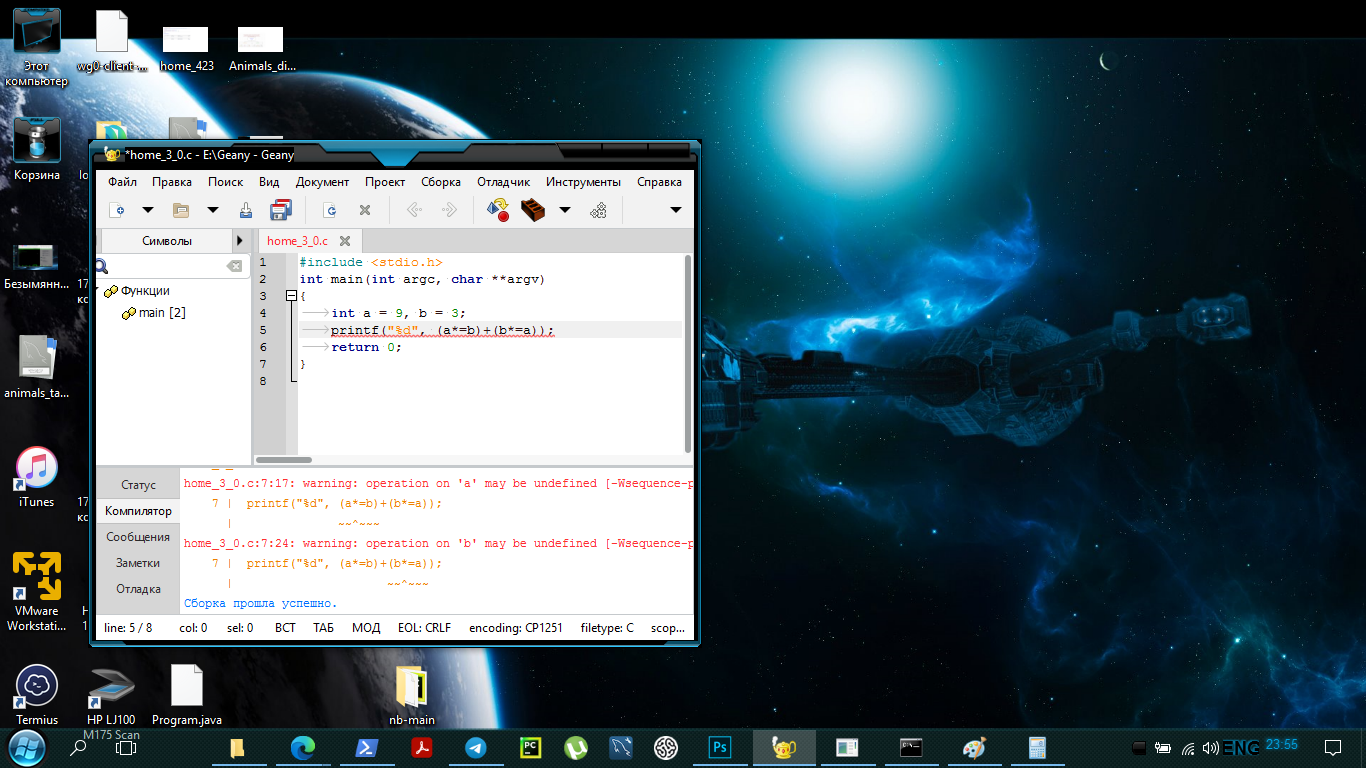 Этот
компьютер
wg0-client-...
home_423
Animals_di...
Корзина
Безымянн...
animals_ta...
iTunes
VMware
Workstati...
Termius
HP LJ100
M175 Scan
Program.java
nb-main
*home_3_0.c - E:\Geany - Geany
Файл Правка Поиск Вид Документ Проект Сборка Отладчик Инструменты Справка
Символы
home_3_0.c
Функции
main [2]
1 #include <stdio.h>
2 int main(int argc, char **argv)
3 {
4 int a = 9, b = 3;
5 printf("%d", (a*=b)+(b*=a));
6 return 0;
7 }
8
Статус
Компилятор
Сообщения
Заметки
Отладка
home_3_0.c:7:17: warning: operation on 'a' may be undefined [-Wsequence-p
7 | printf("%d", (a*=b)+(b*=a));
| ~~^~~~
home_3_0.c:7:24: warning: operation on 'b' may be undefined [-Wsequence-p
7 | printf("%d", (a*=b)+(b*=a));
| ~~^~~~
Сборка прошла успешно.
line: 5 / 8 col: 0 sel: 0 ВСТ ТАБ МОД EOL: CRLF encoding: CP1251 filetype: C scop...
PC
Ps
ENG
23:55